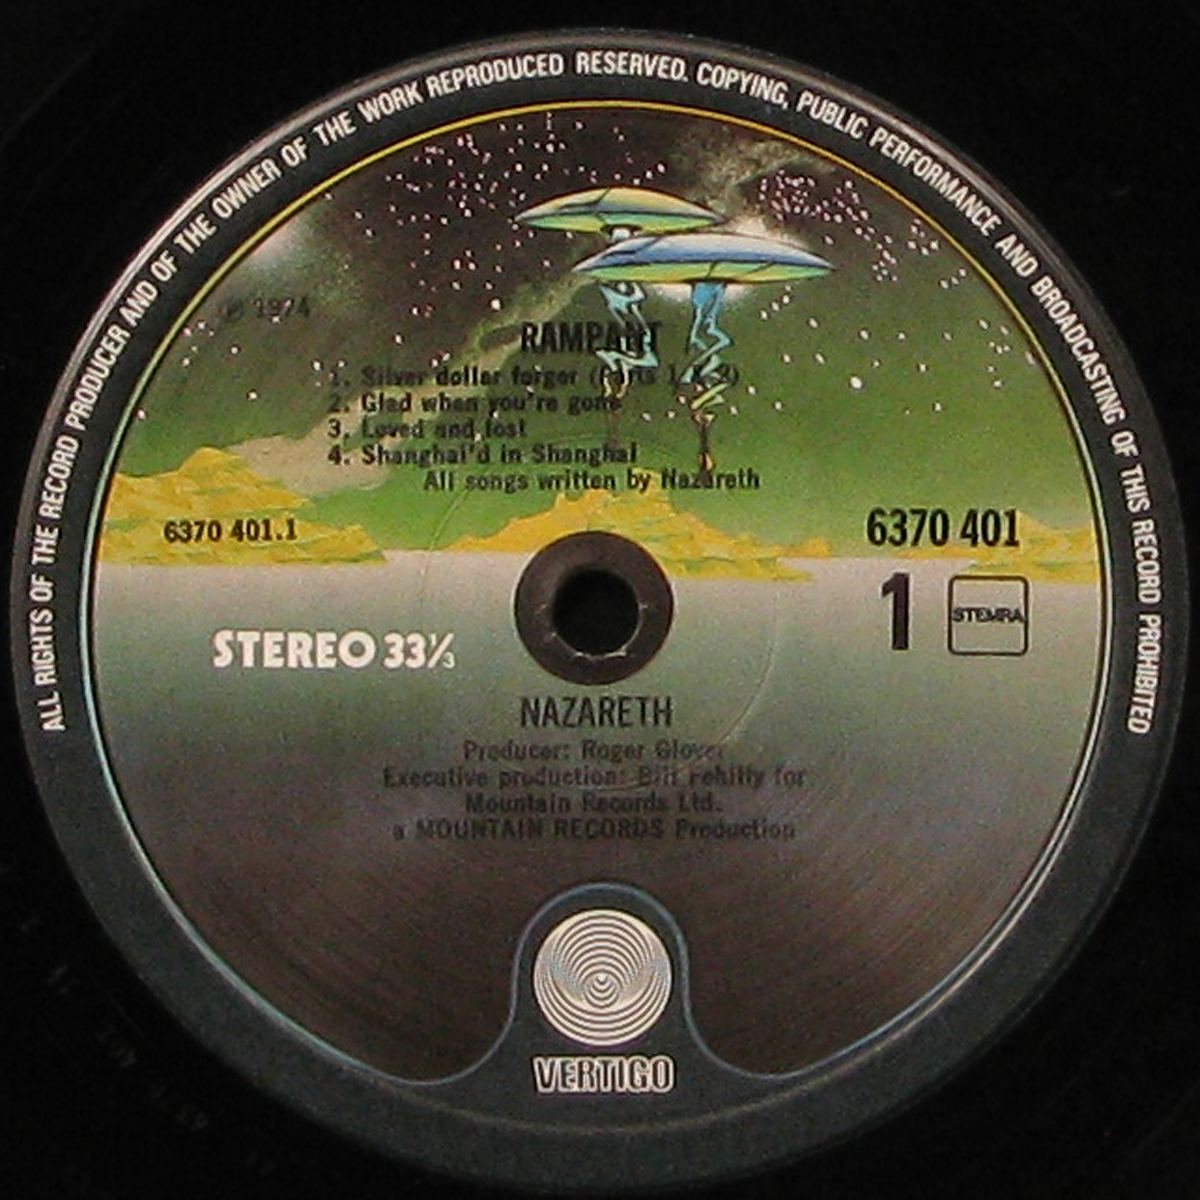 ALL RIGHTS OF THE RECORD PRODUCER AND OF THE OWNER OF THE WORK REPRODUCED RESERVED. COPYING, PUBLIC PERFORMANCE AND BROADCASTING OF THIS RECORD PROHIBITED
℗ 1974
RAMPANT
1. Silver dollar forger (Parts 1 & 2)
2. Glad when you're gone
3. Loved and lost
4. Shanghai'd in Shanghai
All songs written by Nazareth
6370 401.1
6370 401
1
STEMRA
STEREO 33⅓
NAZARETH
Producer: Roger Glover
Executive production: Bill Fehilly for
Mountain Records Ltd.
a MOUNTAIN RECORDS Production
VERTIGO